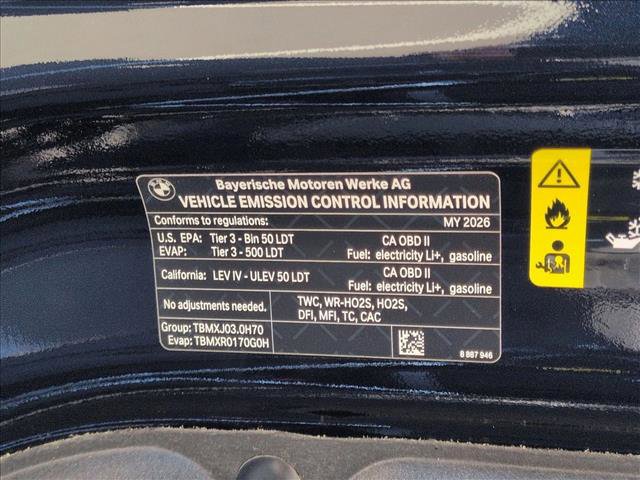 BMW
Bayerische Motoren Werke AG
VEHICLE EMISSION CONTROL INFORMATION
Conforms to regulations: MY 2026
U.S. EPA: Tier 3 - Bin 50 LDT CA OBD II
EVAP: Tier 3 - 500 LDT Fuel: electricity Li+, gasoline
California: LEV IV - ULEV 50 LDT CA OBD II
Fuel: electricity Li+, gasoline
No adjustments needed. TWC, WR-HO2S, HO2S,
DFI, MFI, TC, CAC
Group: TBMXJ03.0H70
Evap: TBMXR0170G0H
8 887 946